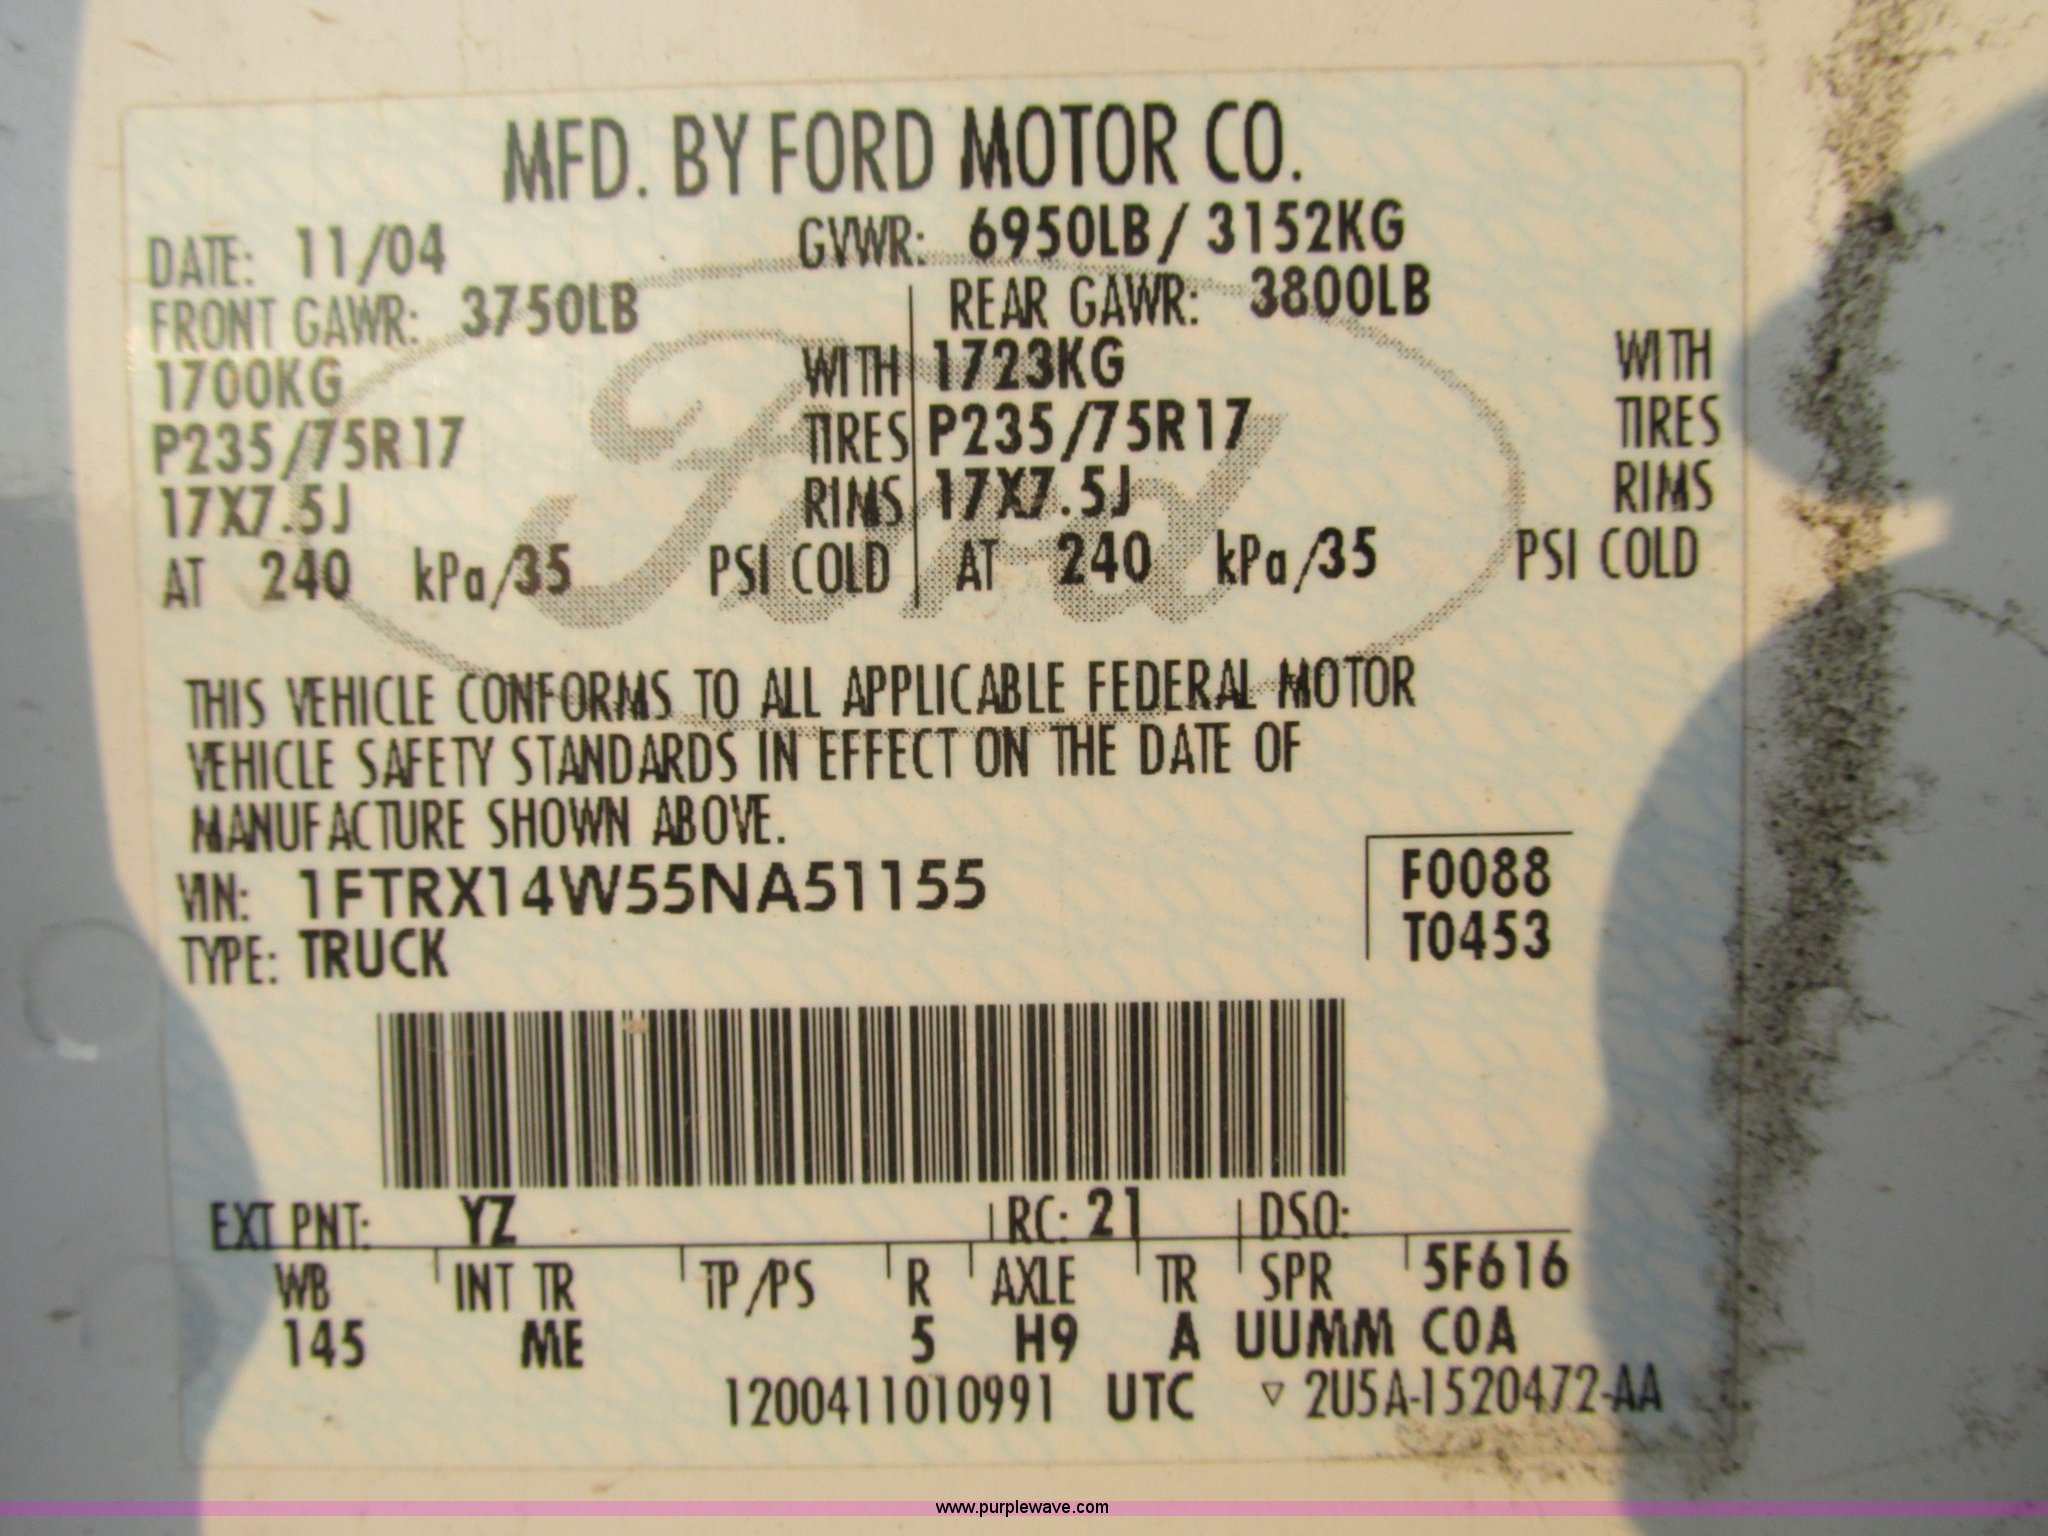 MFD. BY FORD MOTOR CO.
DATE: 11/04 GVWR: 6950LB / 3152KG
FRONT GAWR: 3750LB REAR GAWR: 3800LB
1700KG WITH 1723KG WITH
P235/75R17 TIRES P235/75R17 TIRES
17X7.5J RIMS 17X7.5J RIMS
AT 240 kPa/35 PSI COLD AT 240 kPa/35 PSI COLD
Ford
THIS VEHICLE CONFORMS TO ALL APPLICABLE FEDERAL MOTOR
VEHICLE SAFETY STANDARDS IN EFFECT ON THE DATE OF
MANUFACTURE SHOWN ABOVE.
VIN: 1FTRX14W55NA51155 F0088
TYPE: TRUCK T0453
EXT PNT: YZ RC: 21 DSO:
WB INT TR TP/PS R AXLE TR SPR 5F616
145 ME 5 H9 A UUMM COA
1200411010991 UTC ▽ 2U5A-1520472-AA
www.purplewave.com